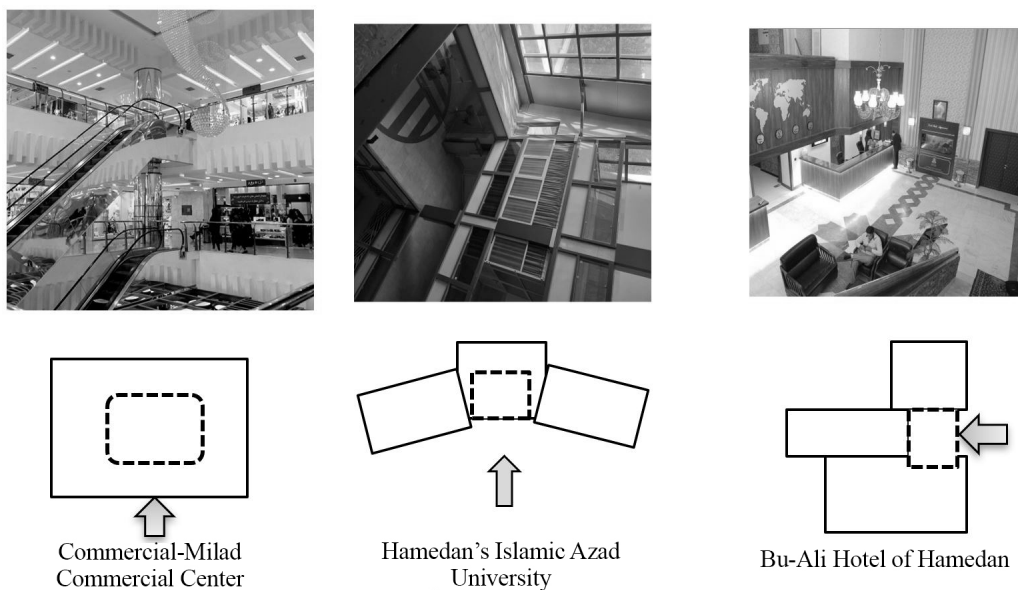 Commercial-Milad
Commercial Center
Hamedan’s Islamic Azad
University
Bu-Ali Hotel of Hamedan